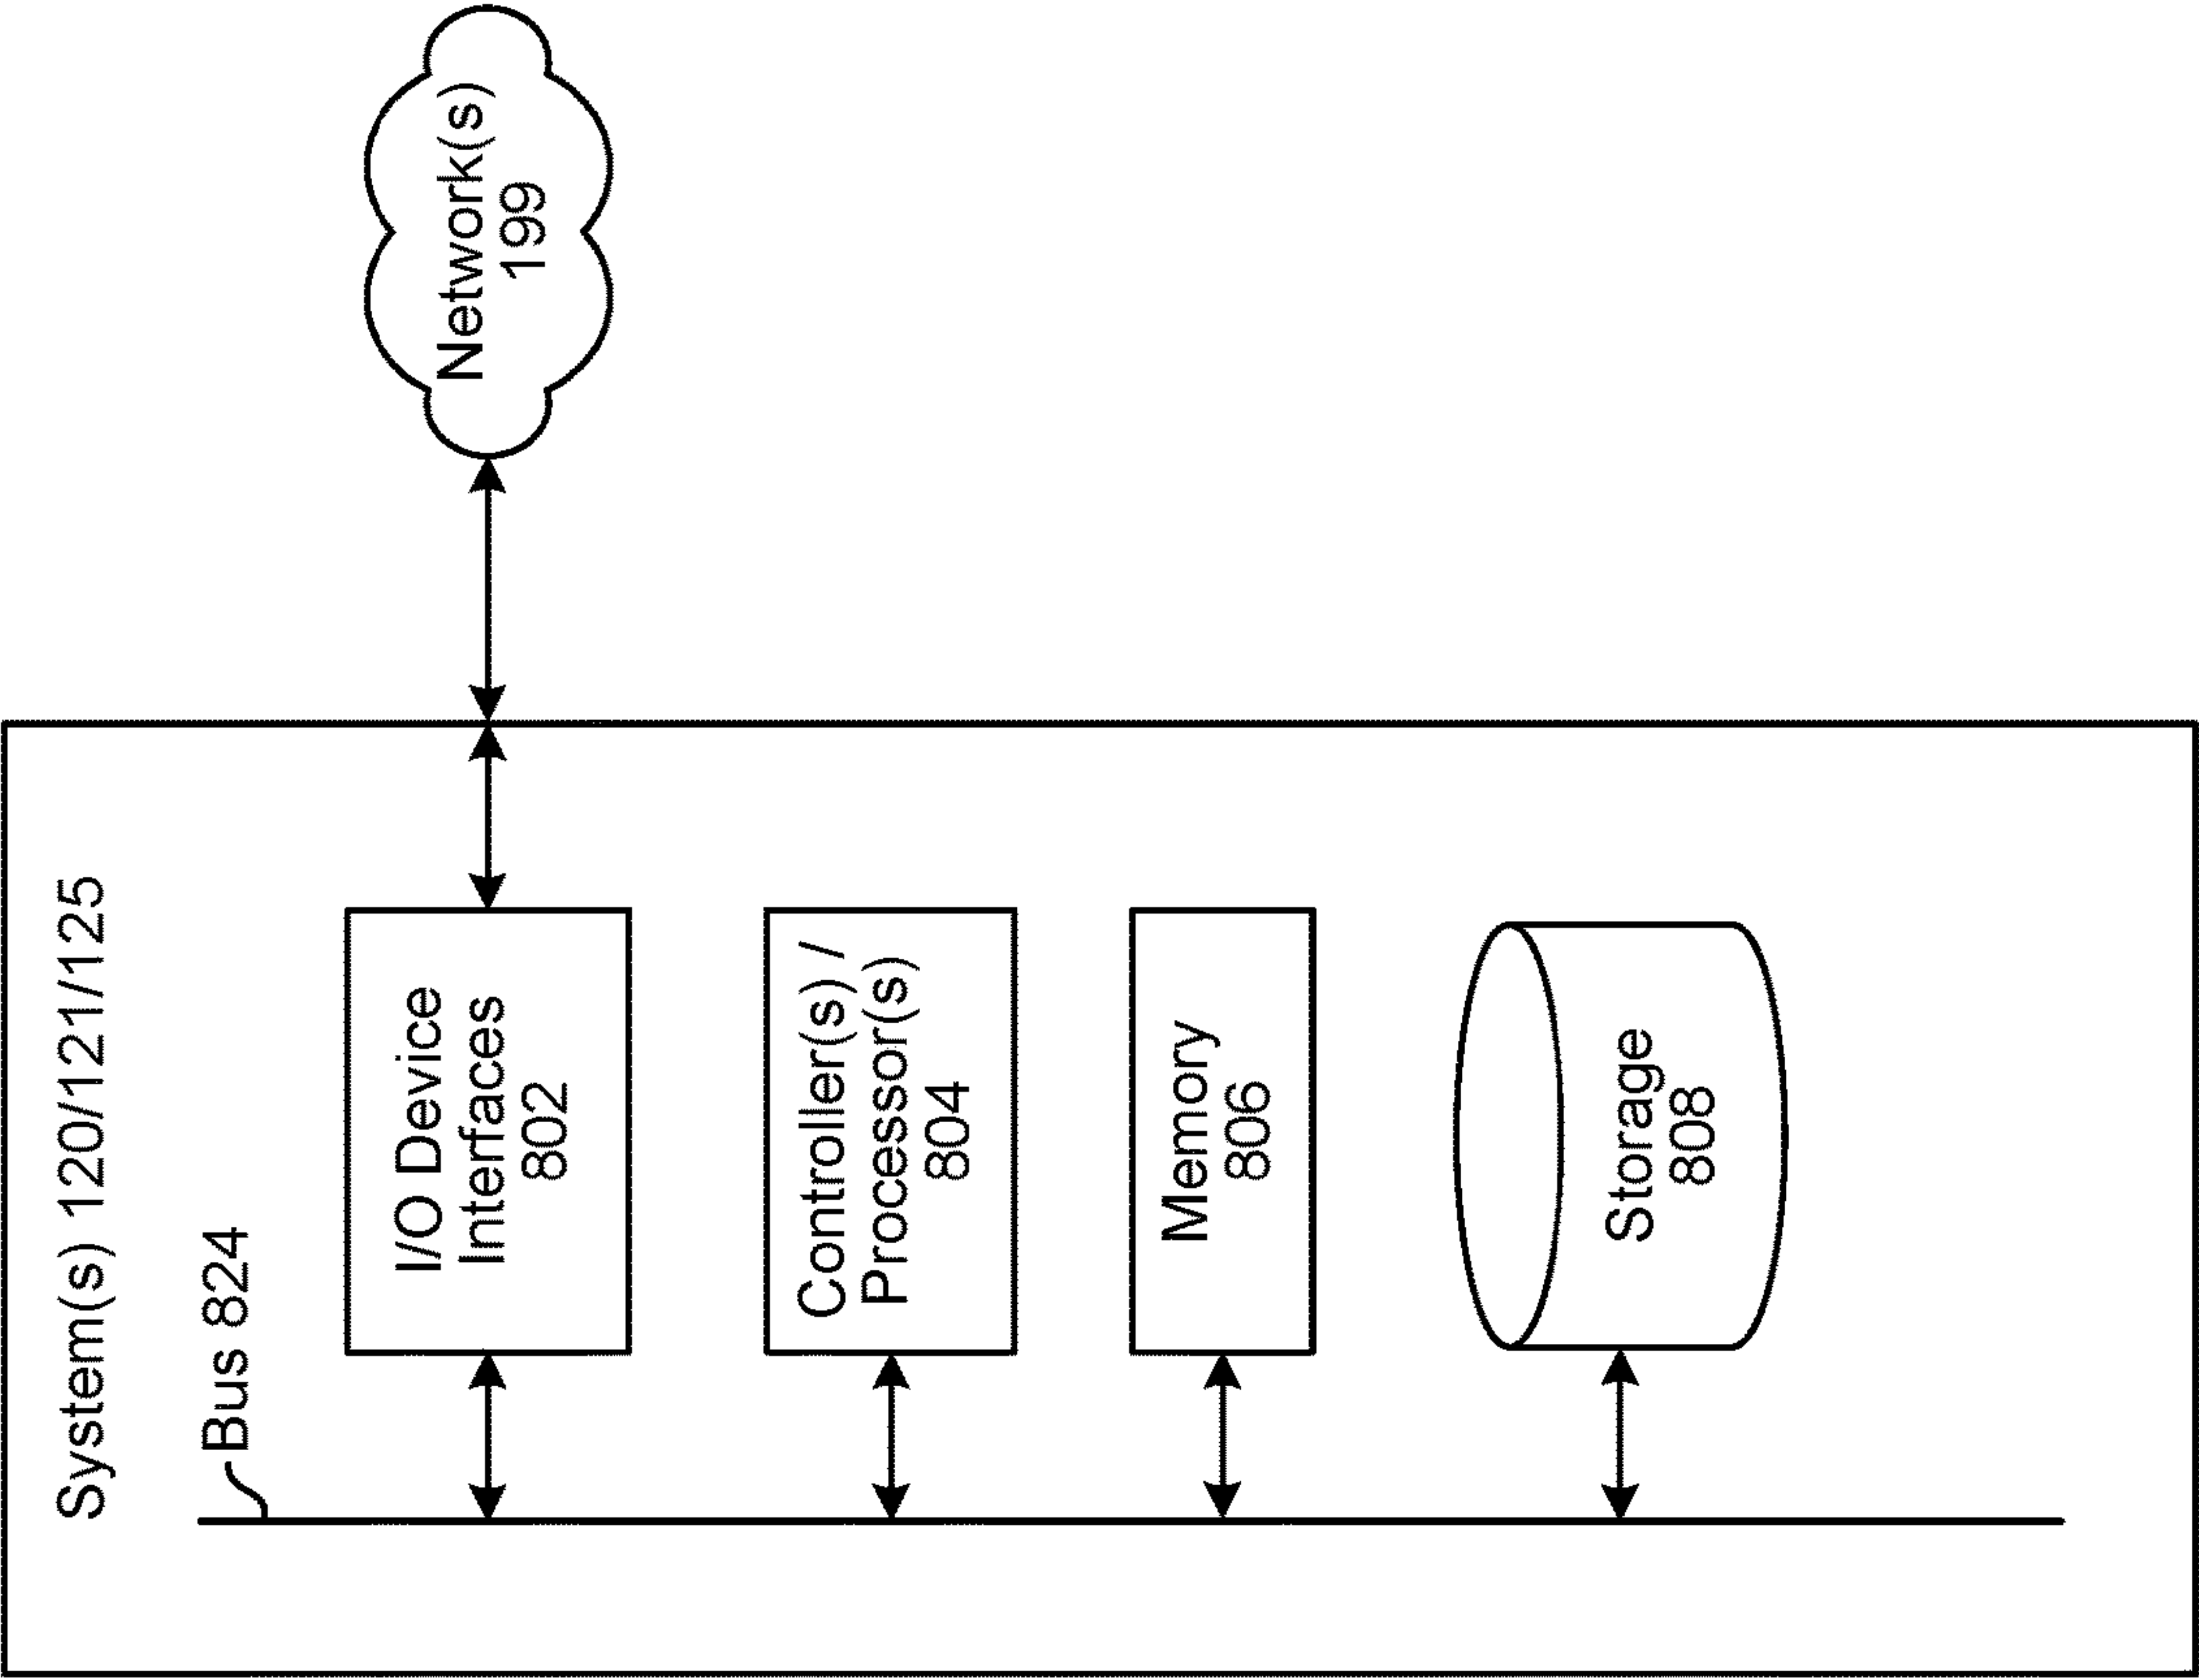 System(s) 120/121/125
Bus 824
I/O Device
Interfaces
802
Network(s)
199
Controller(s) /
Processor(s)
804
Memory
806
Storage
808